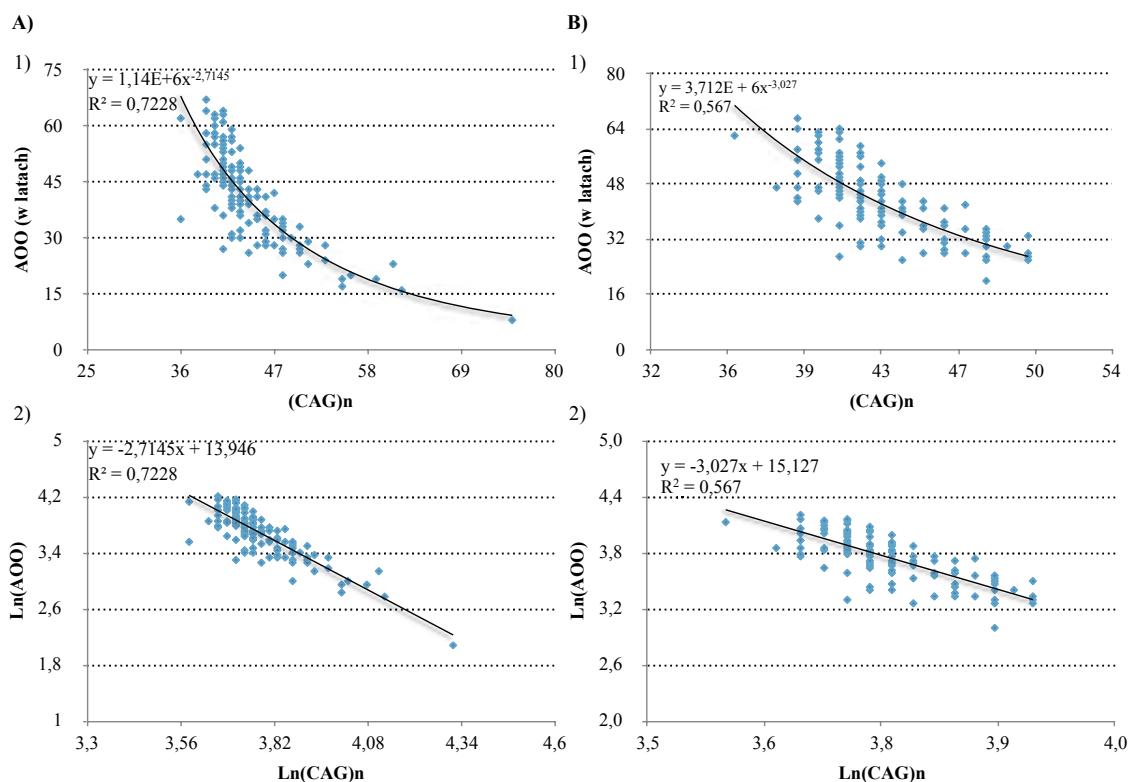 A)
1)
y = 1,14E+6x-2,7145
R² = 0,7228
75
60
45
30
15
0
AOO (w latach)
25 36 47 58 69 80
(CAG)n
2)
y = -2,7145x + 13,946
R² = 0,7228
5
4,2
3,4
2,6
1,8
1
Ln(AOO)
3,3 3,56 3,82 4,08 4,34 4,6
Ln(CAG)n
B)
1)
y = 3,712E + 6x-3,027
R² = 0,567
80
64
48
32
16
0
AOO (w latach)
32 36 39 43 47 50 54
(CAG)n
2)
y = -3,027x + 15,127
R² = 0,567
5,0
4,4
3,8
3,2
2,6
2,0
Ln(AOO)
3,5 3,6 3,8 3,9 4,0
Ln(CAG)n